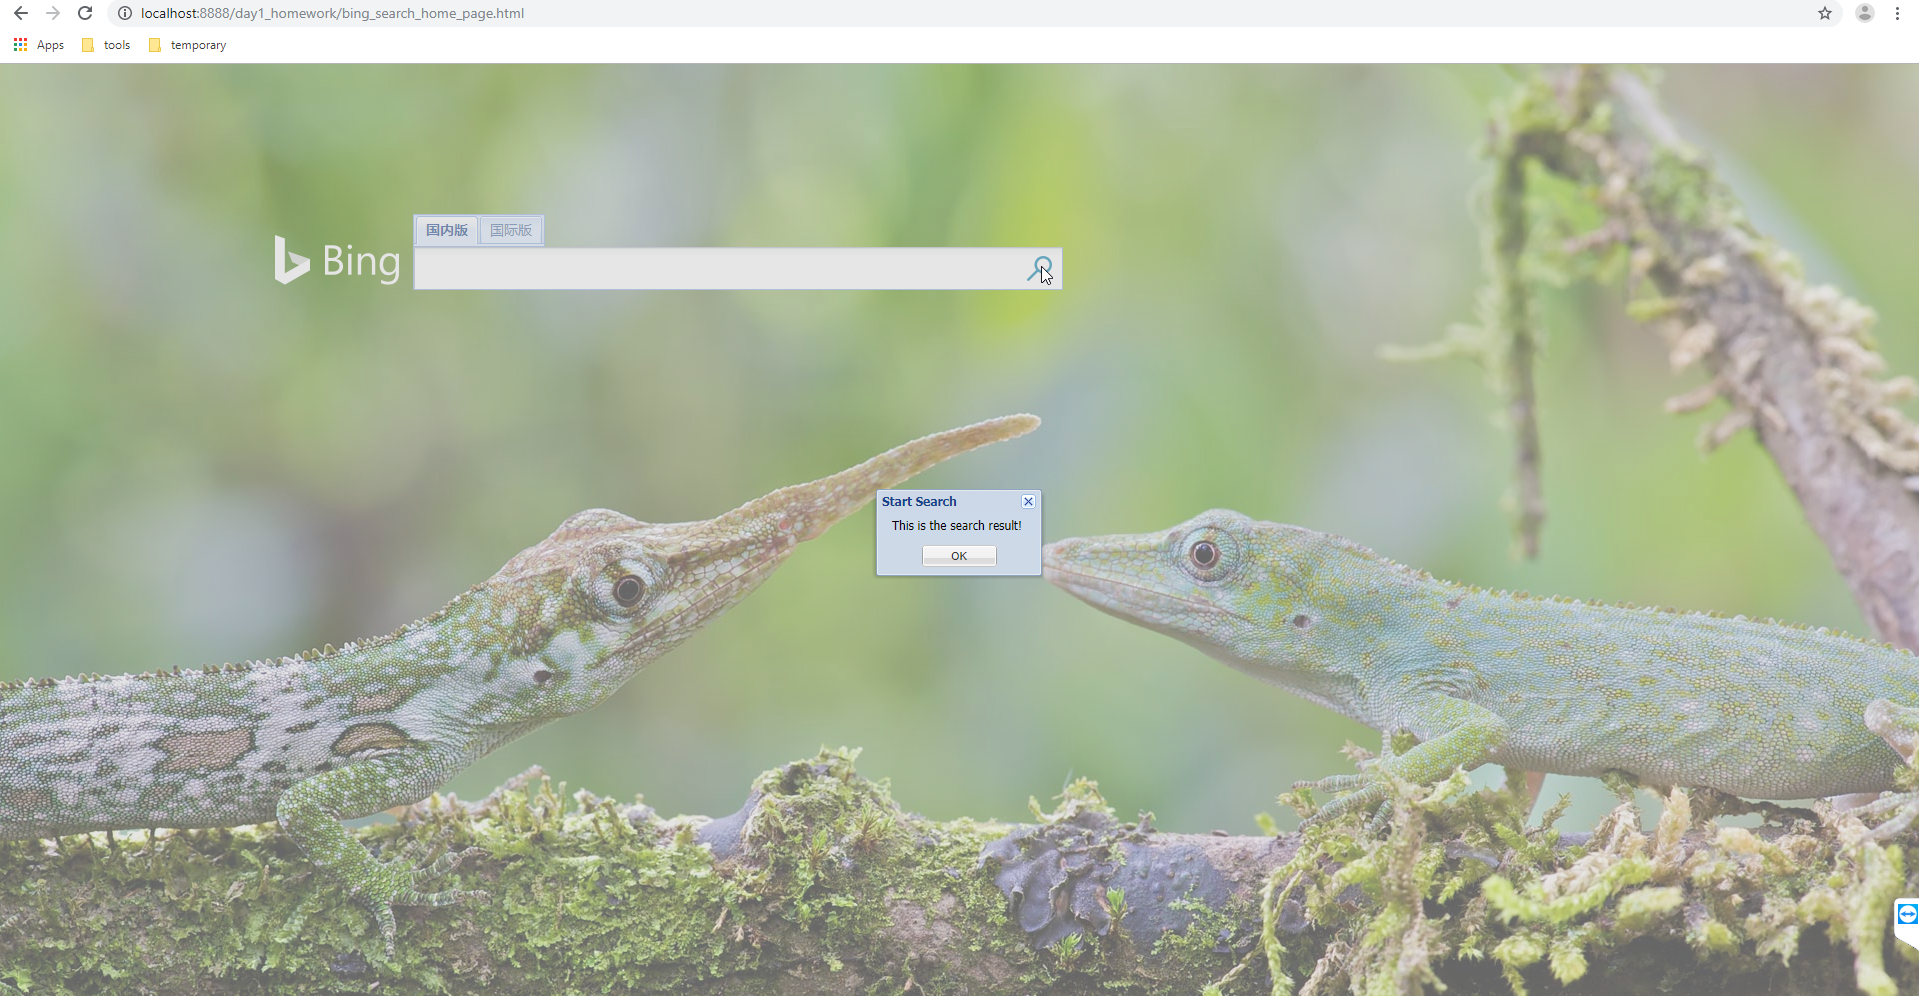 localhost:8888/day1_homework/bing_search_home_page.html
Apps tools temporary
国内版 国际版
Bing
Start Search
This is the search result!
OK